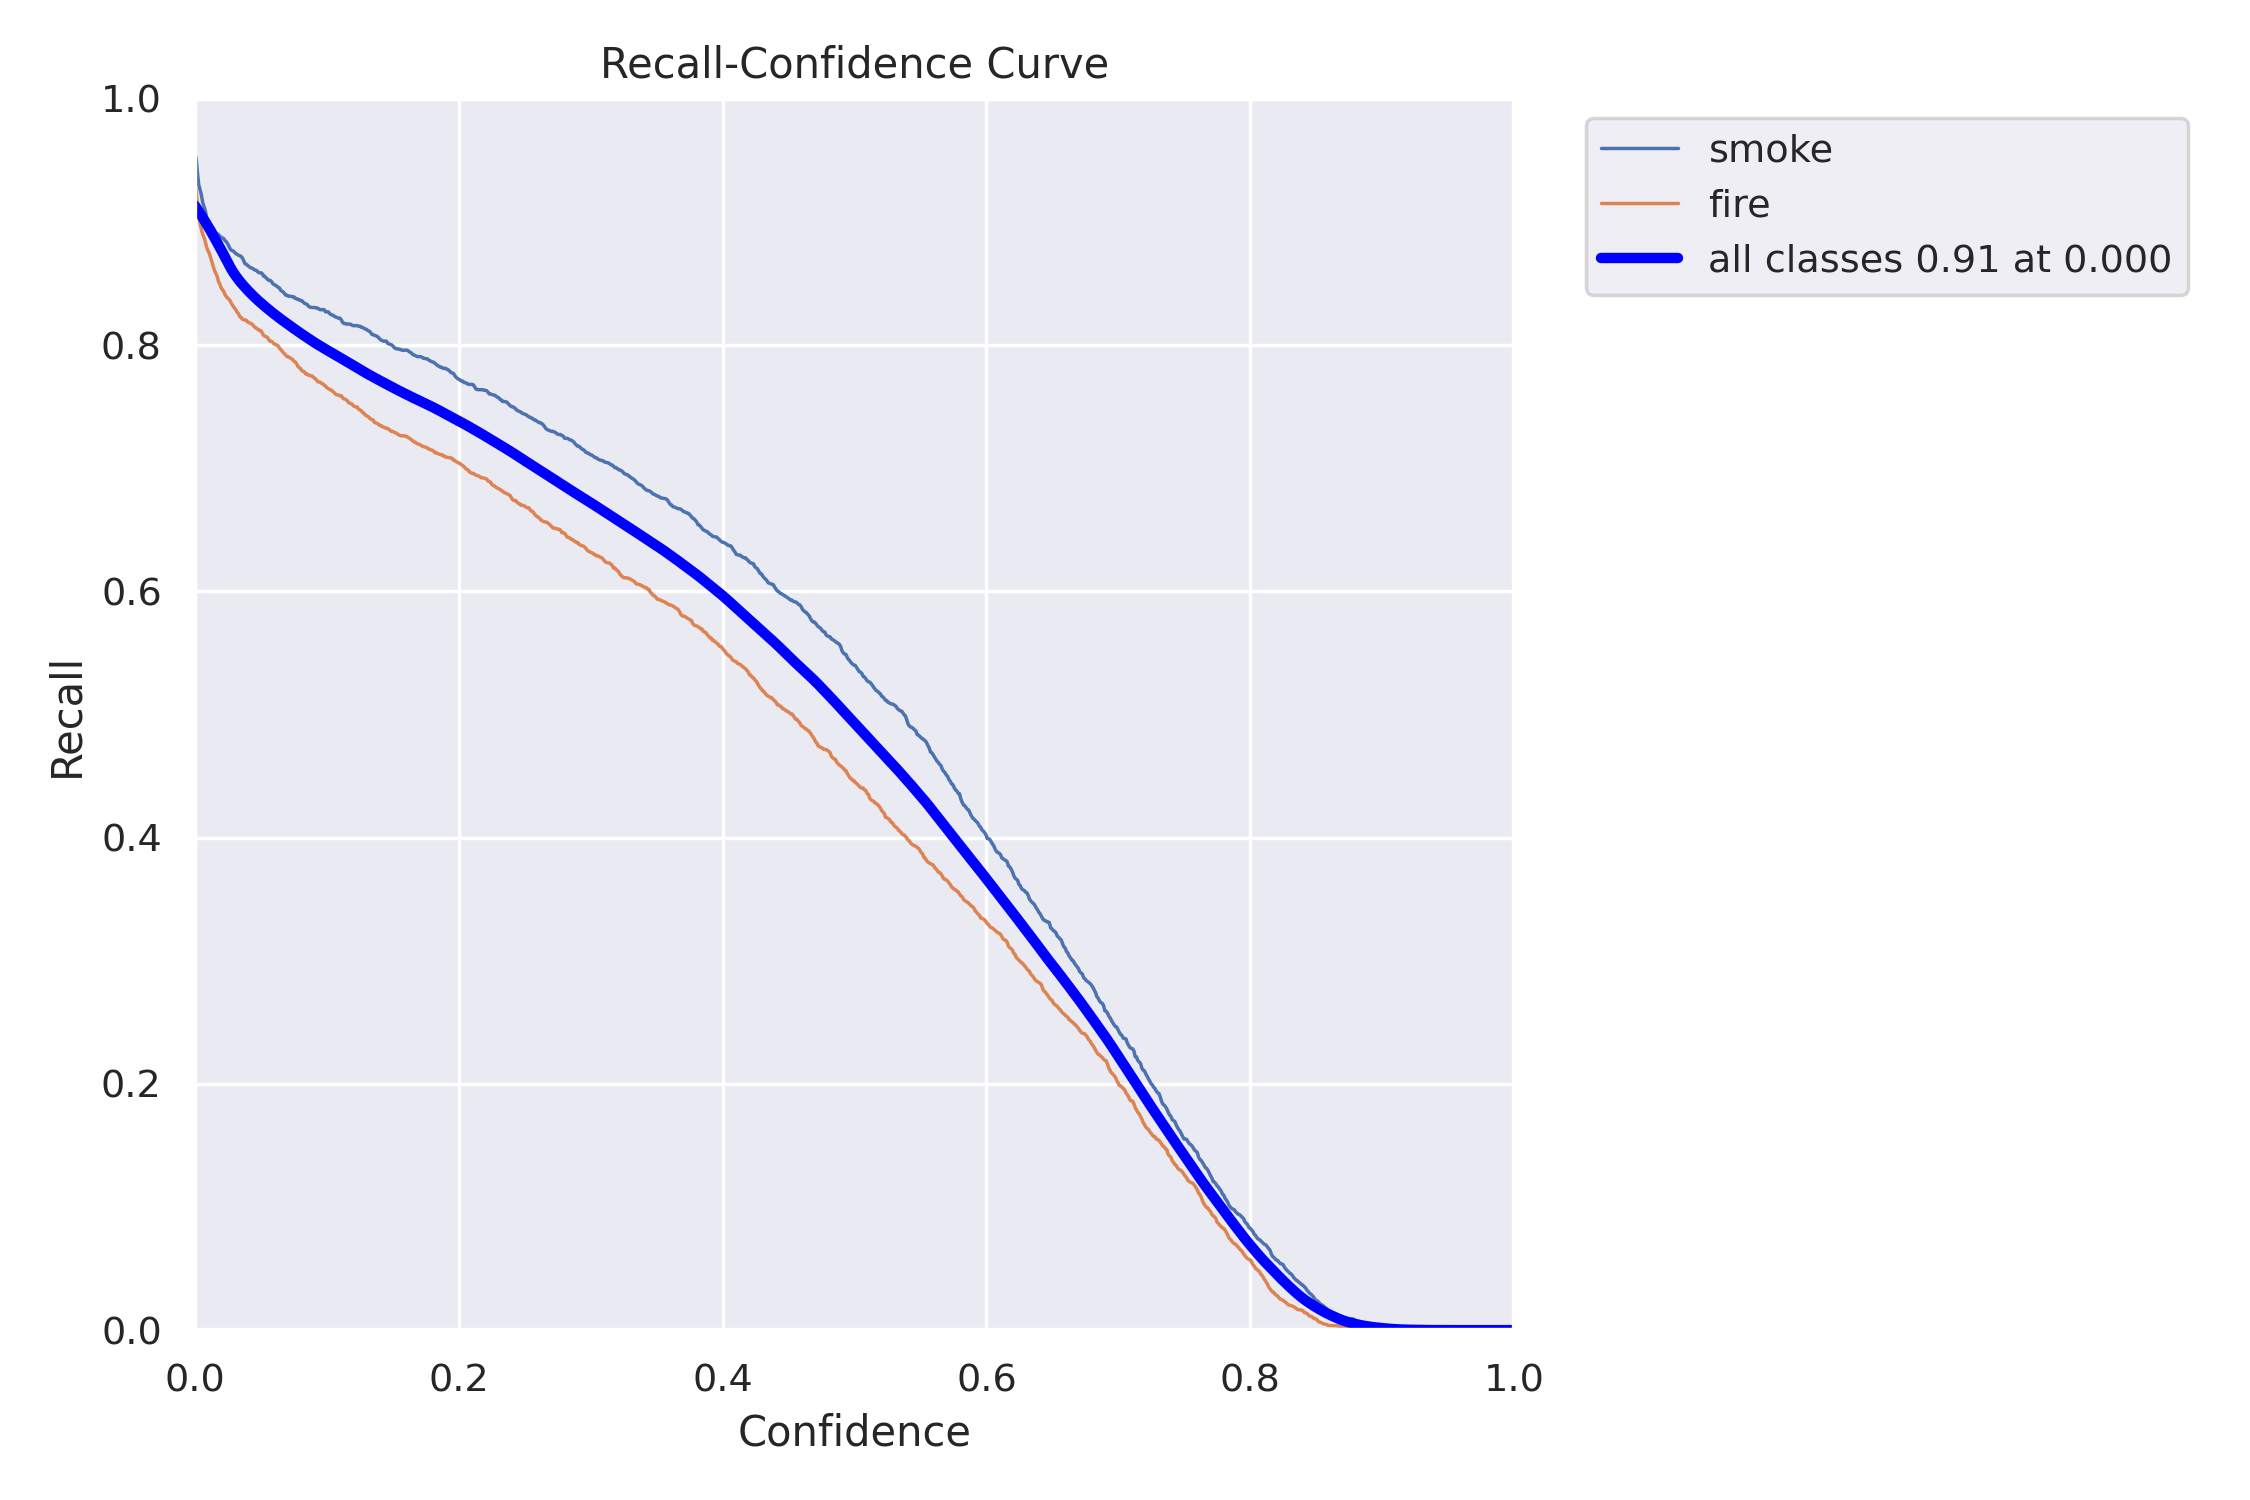 Recall-Confidence Curve
1.0
0.8
0.6
0.4
0.2
0.0
Recall
0.0 0.2 0.4 0.6 0.8 1.0
Confidence
smoke
fire
all classes 0.91 at 0.000